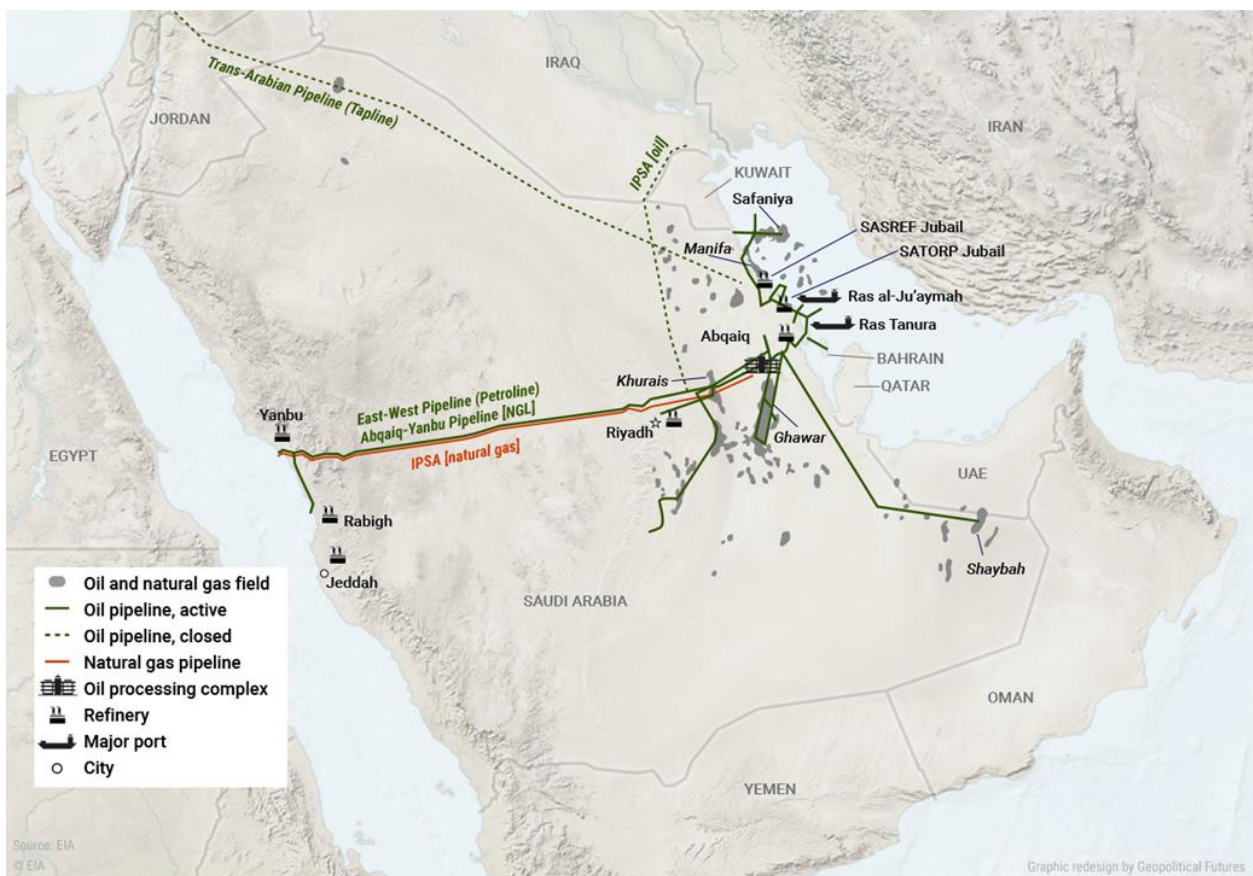 Trans-Arabian Pipeline (Tapline)
IRAQ
IRAN
JORDAN
IPSA [oil]
KUWAIT
Safaniya
SASREF Jubail
Manifa
SATORP Jubail
Ras al-Ju’aymah
Ras Tanura
Abqaiq
BAHRAIN
QATAR
Khurais
East-West Pipeline (Petroline)
Abqaiq-Yanbu Pipeline [NGL]
IPSA [natural gas]
Yanbu
Riyadh
Ghawar
EGYPT
UAE
Rabigh
Shaybah
Jeddah
SAUDI ARABIA
OMAN
YEMEN
Oil and natural gas field
Oil pipeline, active
Oil pipeline, closed
Natural gas pipeline
Oil processing complex
Refinery
Major port
City
Source: EIA
© EIA
Graphic redesign by Geopolitical Futures